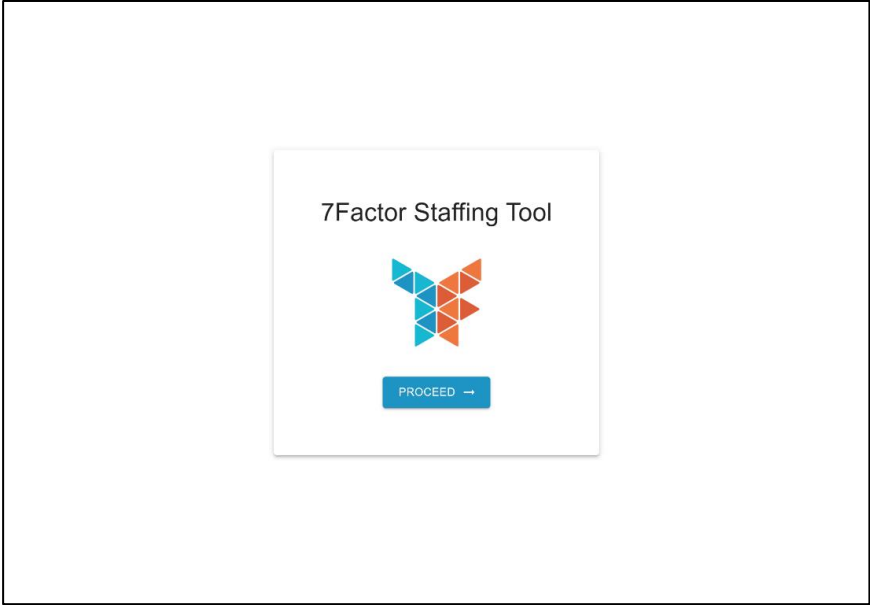 7Factor Staffing Tool
PROCEED →